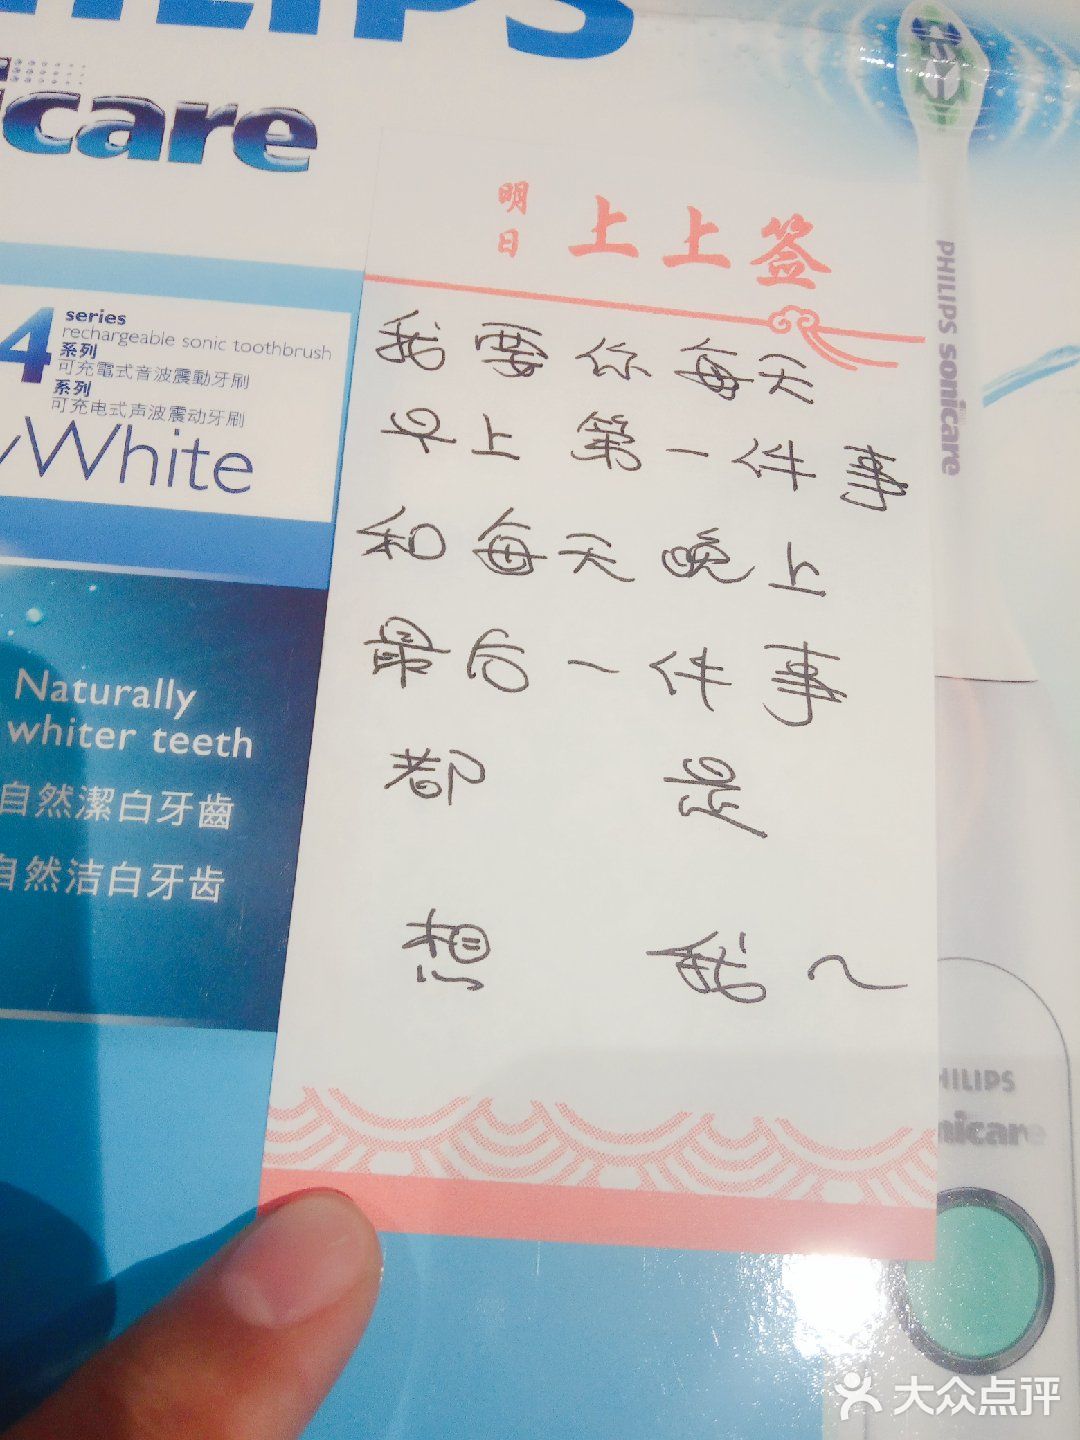 PHILIPS
sonicare
4 series
rechargeable sonic toothbrush
系列
可充電式音波震動牙刷
系列
可充电式声波震动牙刷
White
Naturally
whiter teeth
自然潔白牙齒
自然洁白牙齿
明日 上上签
我要你每天
早上第一件事
和每天晚上
最后一件事
都是
想我~
PHILIPS sonicare
PHILIPS
sonicare
大众点评